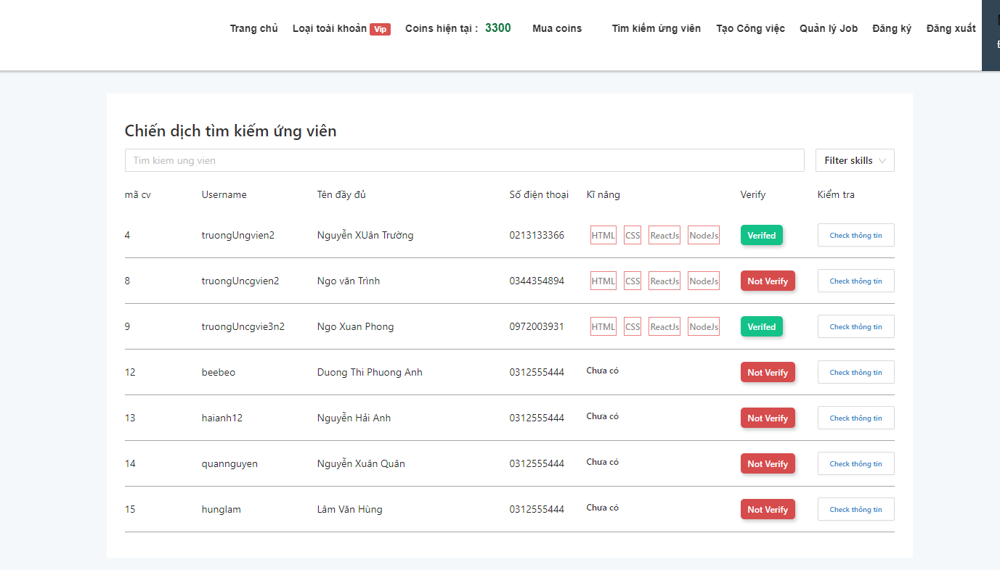 Trang chủ Loại toài khoản Vip Coins hiện tại : 3300 Mua coins Tìm kiếm ứng viên Tạo Công việc Quản lý Job Đăng ký Đăng xuất
Chiến dịch tìm kiếm ứng viên
Tim kiem ung vien Filter skills
mã cv Username Tên đầy đủ Số điện thoại Kĩ năng Verify Kiểm tra
4 truongUngvien2 Nguyễn XUân Trường 0213133366 HTML CSS ReactJs NodeJs Verifed Check thông tin
8 truongUncgvien2 Ngo văn Trình 0344354894 HTML CSS ReactJs NodeJs Not Verify Check thông tin
9 truongUncgvie3n2 Ngo Xuan Phong 0972003931 HTML CSS ReactJs NodeJs Verifed Check thông tin
12 beebeo Duong Thi Phuong Anh 0312555444 Chưa có Not Verify Check thông tin
13 haianh12 Nguyễn Hải Anh 0312555444 Chưa có Not Verify Check thông tin
14 quannguyen Nguyễn Xuân Quân 0312555444 Chưa có Not Verify Check thông tin
15 hunglam Lâm Văn Hùng 0312555444 Chưa có Not Verify Check thông tin